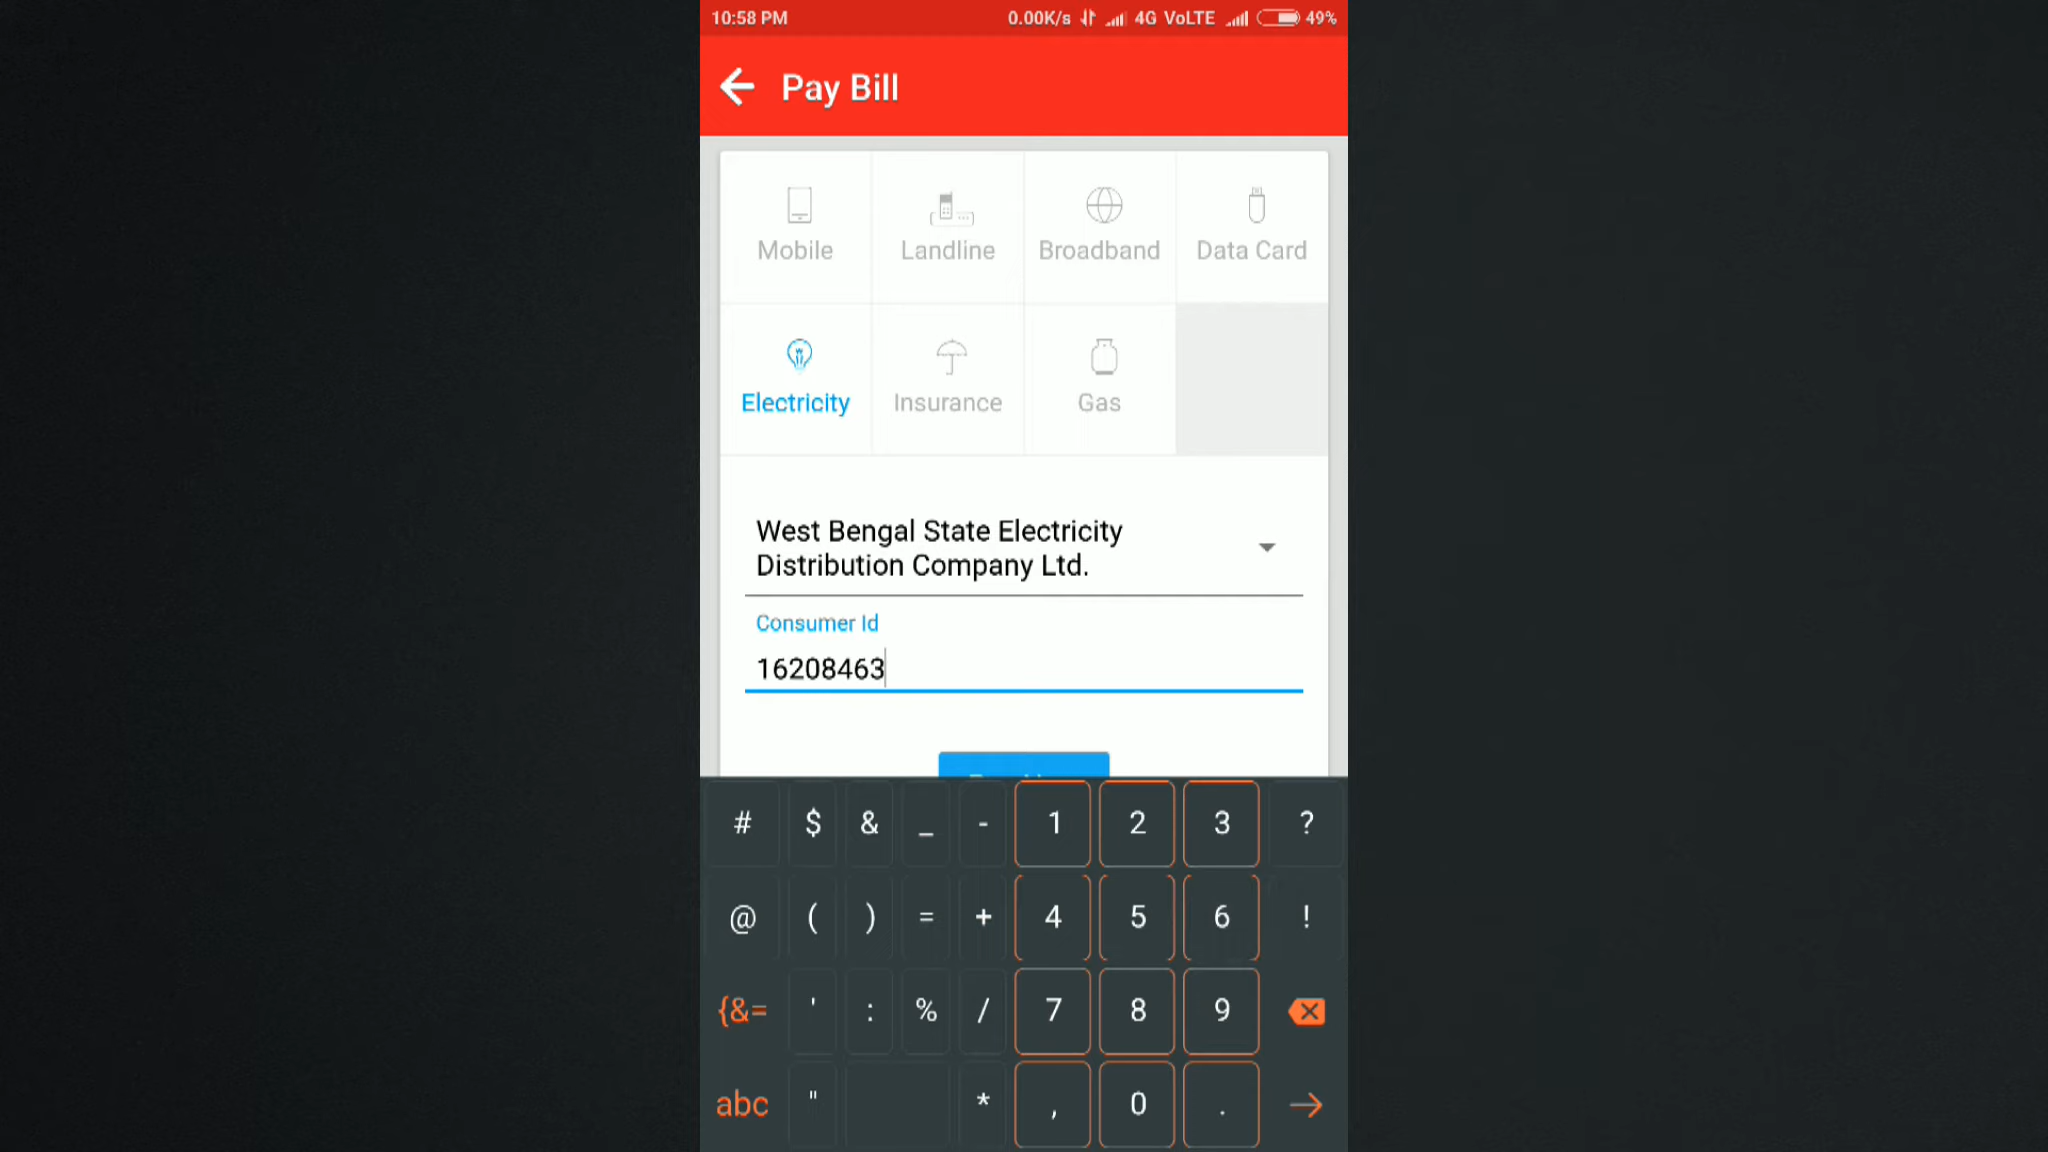 10:58 PM
0.00K/s 4G VoLTE 49%
Pay Bill
Mobile
Landline
Broadband
Data Card
Electricity
Insurance
Gas
West Bengal State Electricity
Distribution Company Ltd.
Consumer Id
16208463
# $ & _ - 1 2 3 ?
@ ( ) = + 4 5 6 !
{&= ' : % / 7 8 9
abc " * , 0 .